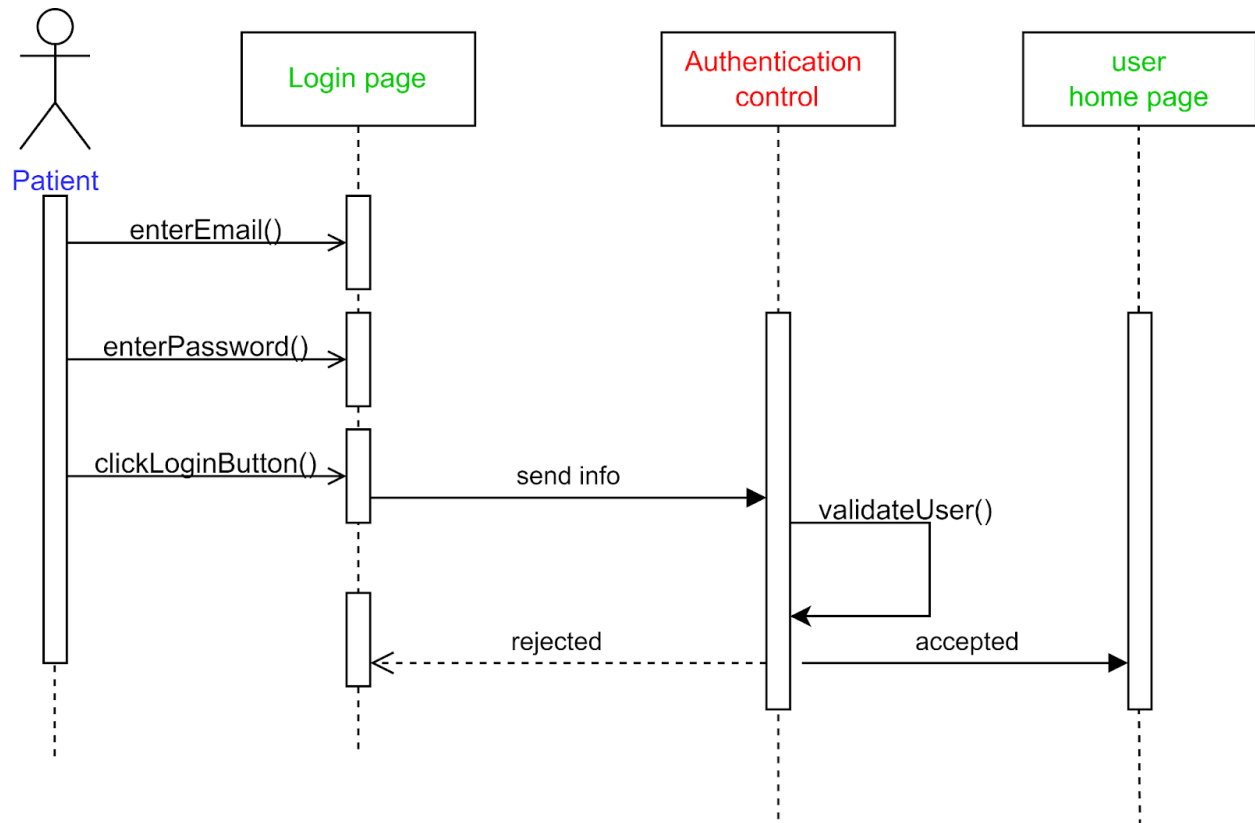 Login page
Authentication
control
user
home page
Patient
enterEmail()
enterPassword()
clickLoginButton()
send info
validateUser()
rejected
accepted